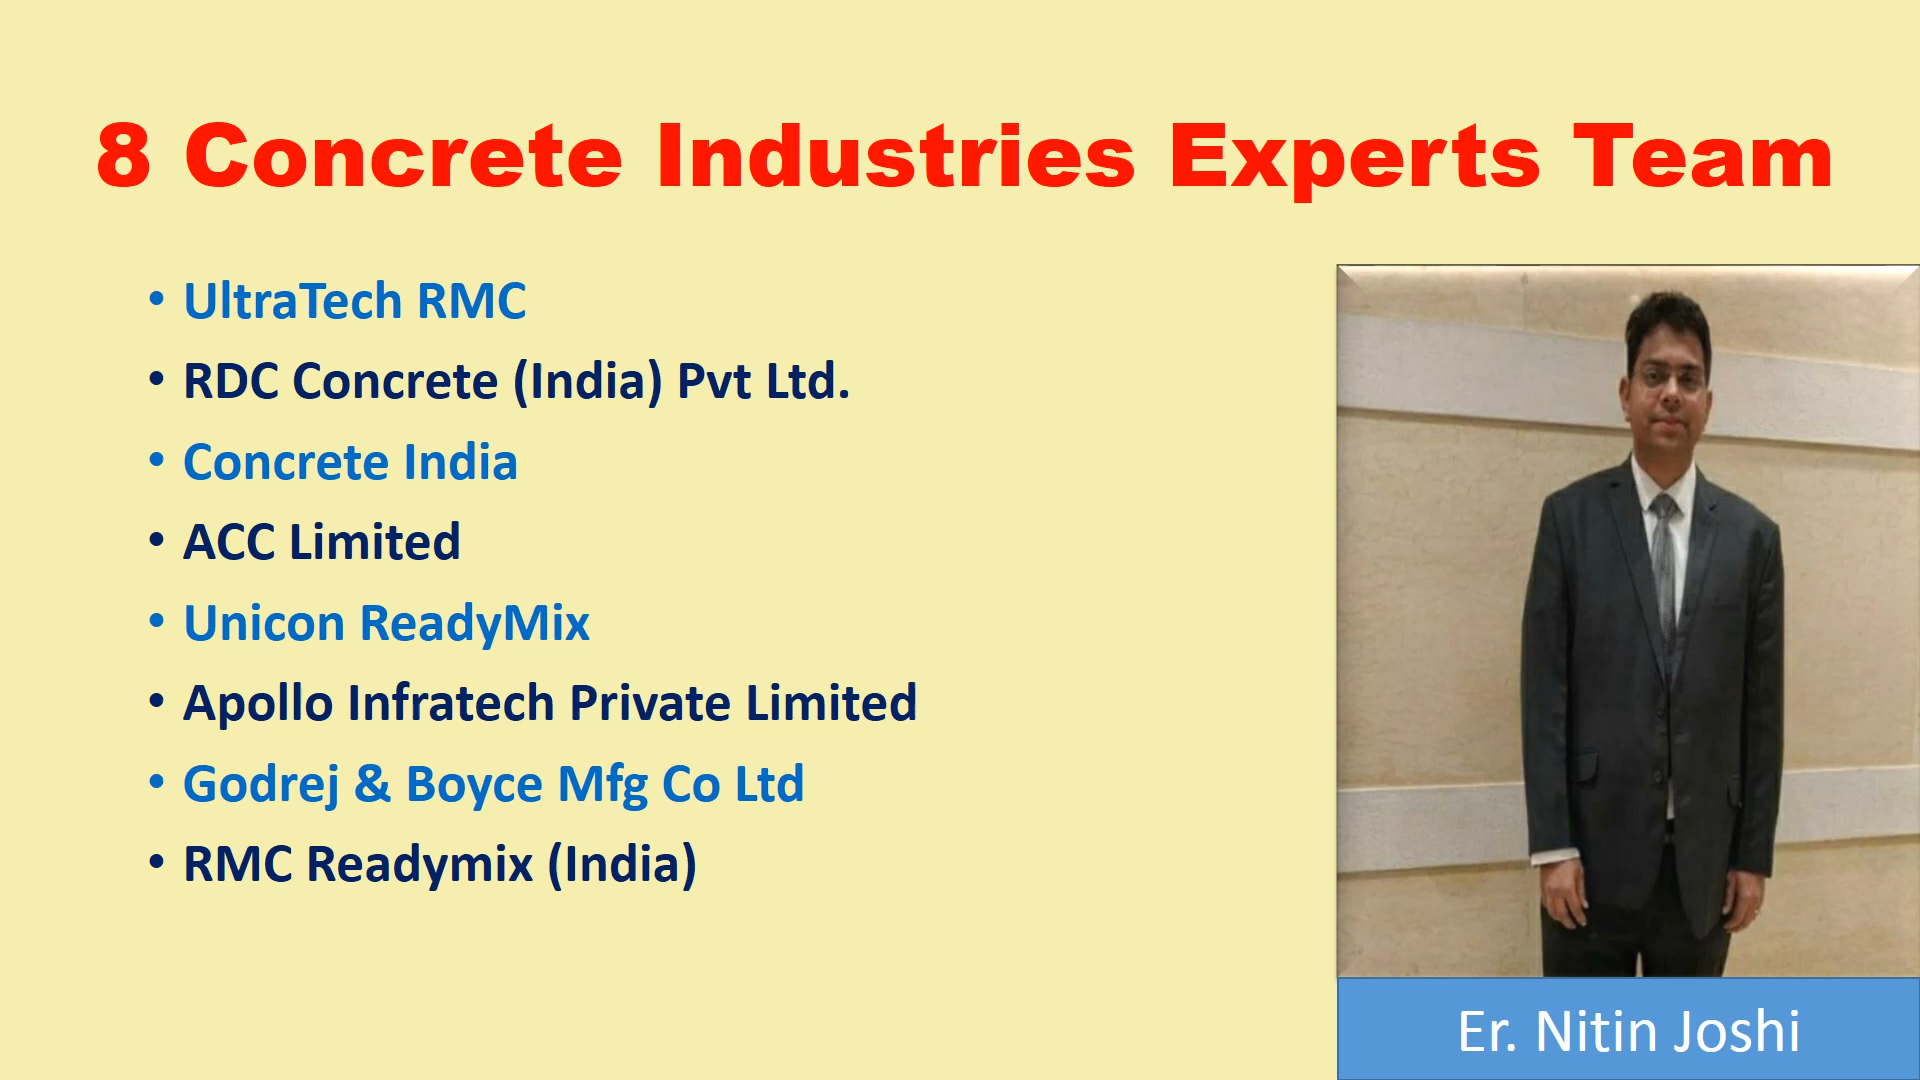 8 Concrete Industries Experts Team
• UltraTech RMC
• RDC Concrete (India) Pvt Ltd.
• Concrete India
• ACC Limited
• Unicon ReadyMix
• Apollo Infratech Private Limited
• Godrej & Boyce Mfg Co Ltd
• RMC Readymix (India)
Er. Nitin Joshi